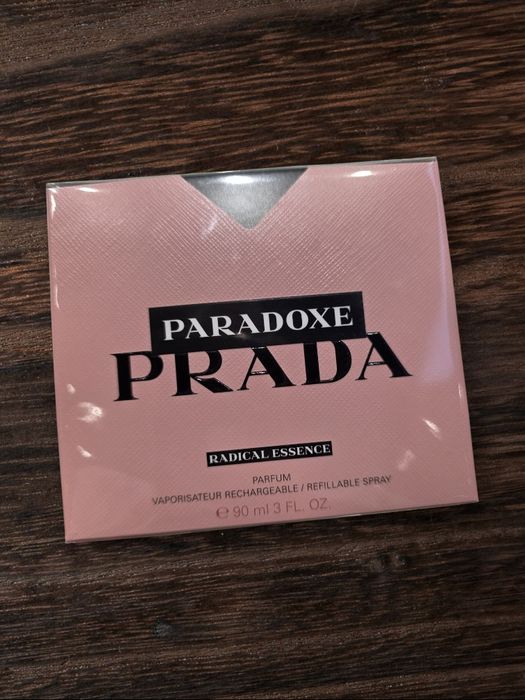 PARADOXE
PRADA
RADICAL ESSENCE
PARFUM
VAPORISATEUR RECHARGEABLE / REFILLABLE SPRAY
℮ 90 ml 3 FL. OZ.